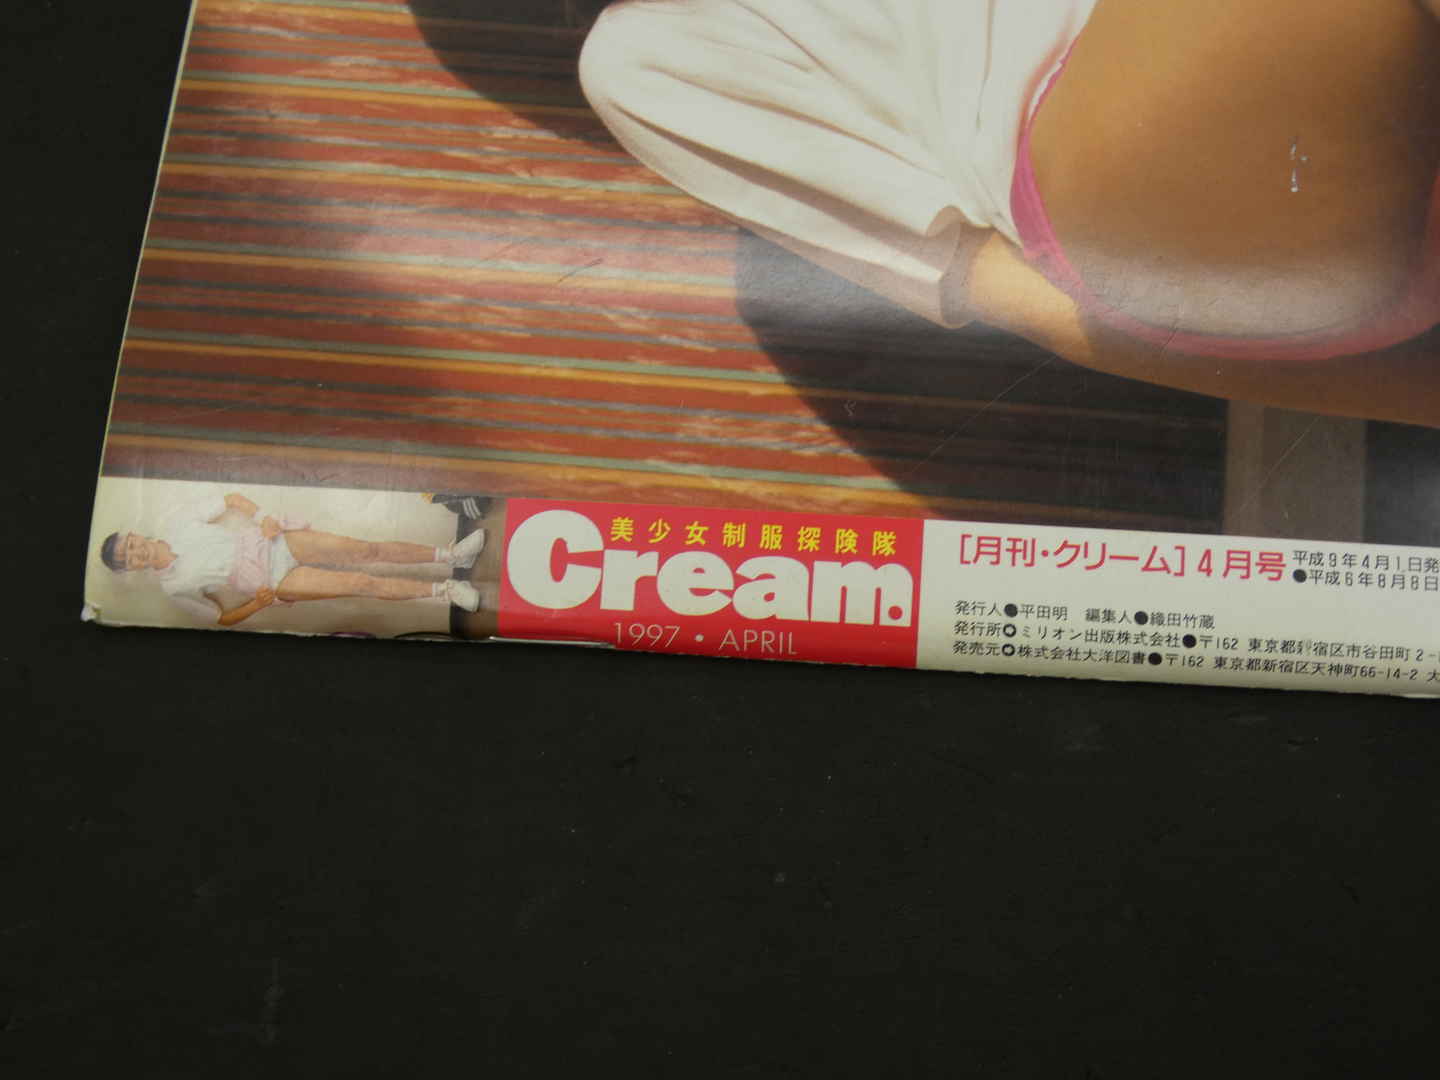 美少女制服探険隊
Cream.
1997・APRIL
[月刊・クリーム]4月号
平成9年4月1日発
●平成6年8月8日
発行人●平田明 編集人●織田竹蔵
発行所✪ミリオン出版株式会社●〒162 東京都新宿区市谷田町2-
発売元✪株式会社大洋図書●〒162 東京都新宿区天神町66-14-2 大